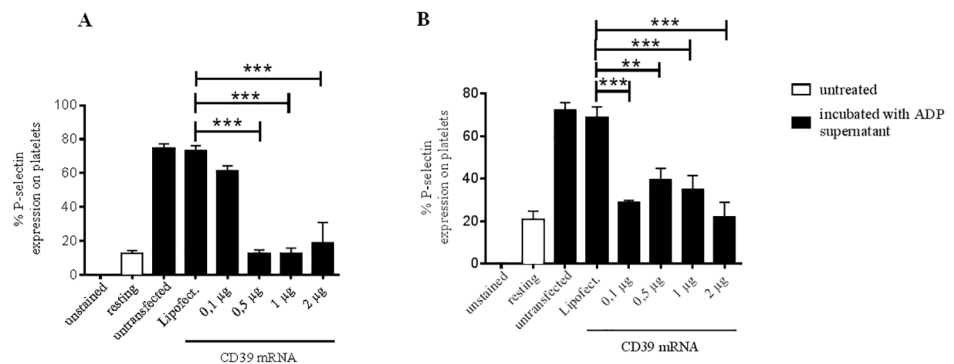 A
***
***
***
100
80
60
40
20
0
% P-selectin
expression on platelets
unstained
resting
untransfected
Lipofect.
0,1 µg
0,5 µg
1 µg
2 µg
CD39 mRNA
B
***
***
**
***
80
60
40
20
0
% P-selectin
expression on platelets
unstained
resting
untransfected
Lipofect.
0,1 µg
0,5 µg
1 µg
2 µg
CD39 mRNA
untreated
incubated with ADP
supernatant